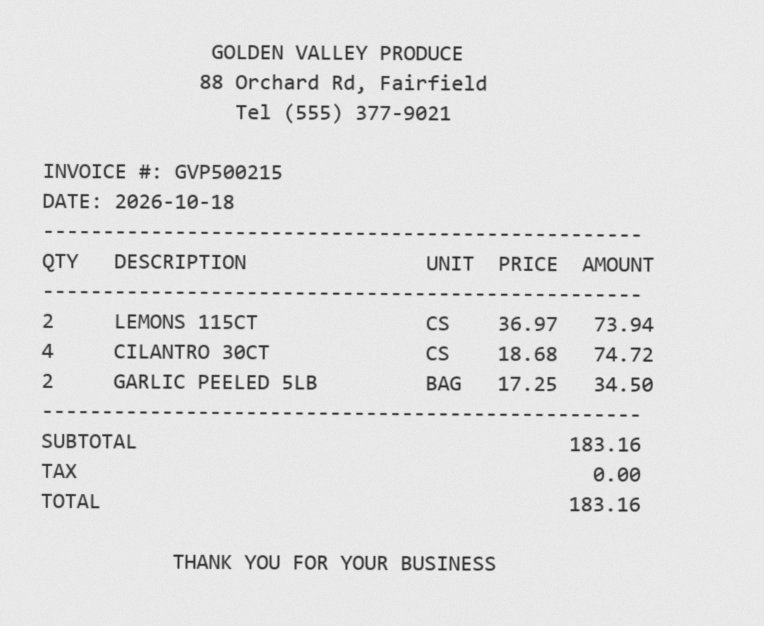 GOLDEN VALLEY PRODUCE
88 Orchard Rd, Fairfield
Tel (555) 377-9021
INVOICE #: GVP500215
DATE: 2026-10-18
--------------------------------------------------
QTY DESCRIPTION UNIT PRICE AMOUNT
--------------------------------------------------
2 LEMONS 115CT CS 36.97 73.94
4 CILANTRO 30CT CS 18.68 74.72
2 GARLIC PEELED 5LB BAG 17.25 34.50
--------------------------------------------------
SUBTOTAL 183.16
TAX 0.00
TOTAL 183.16
THANK YOU FOR YOUR BUSINESS